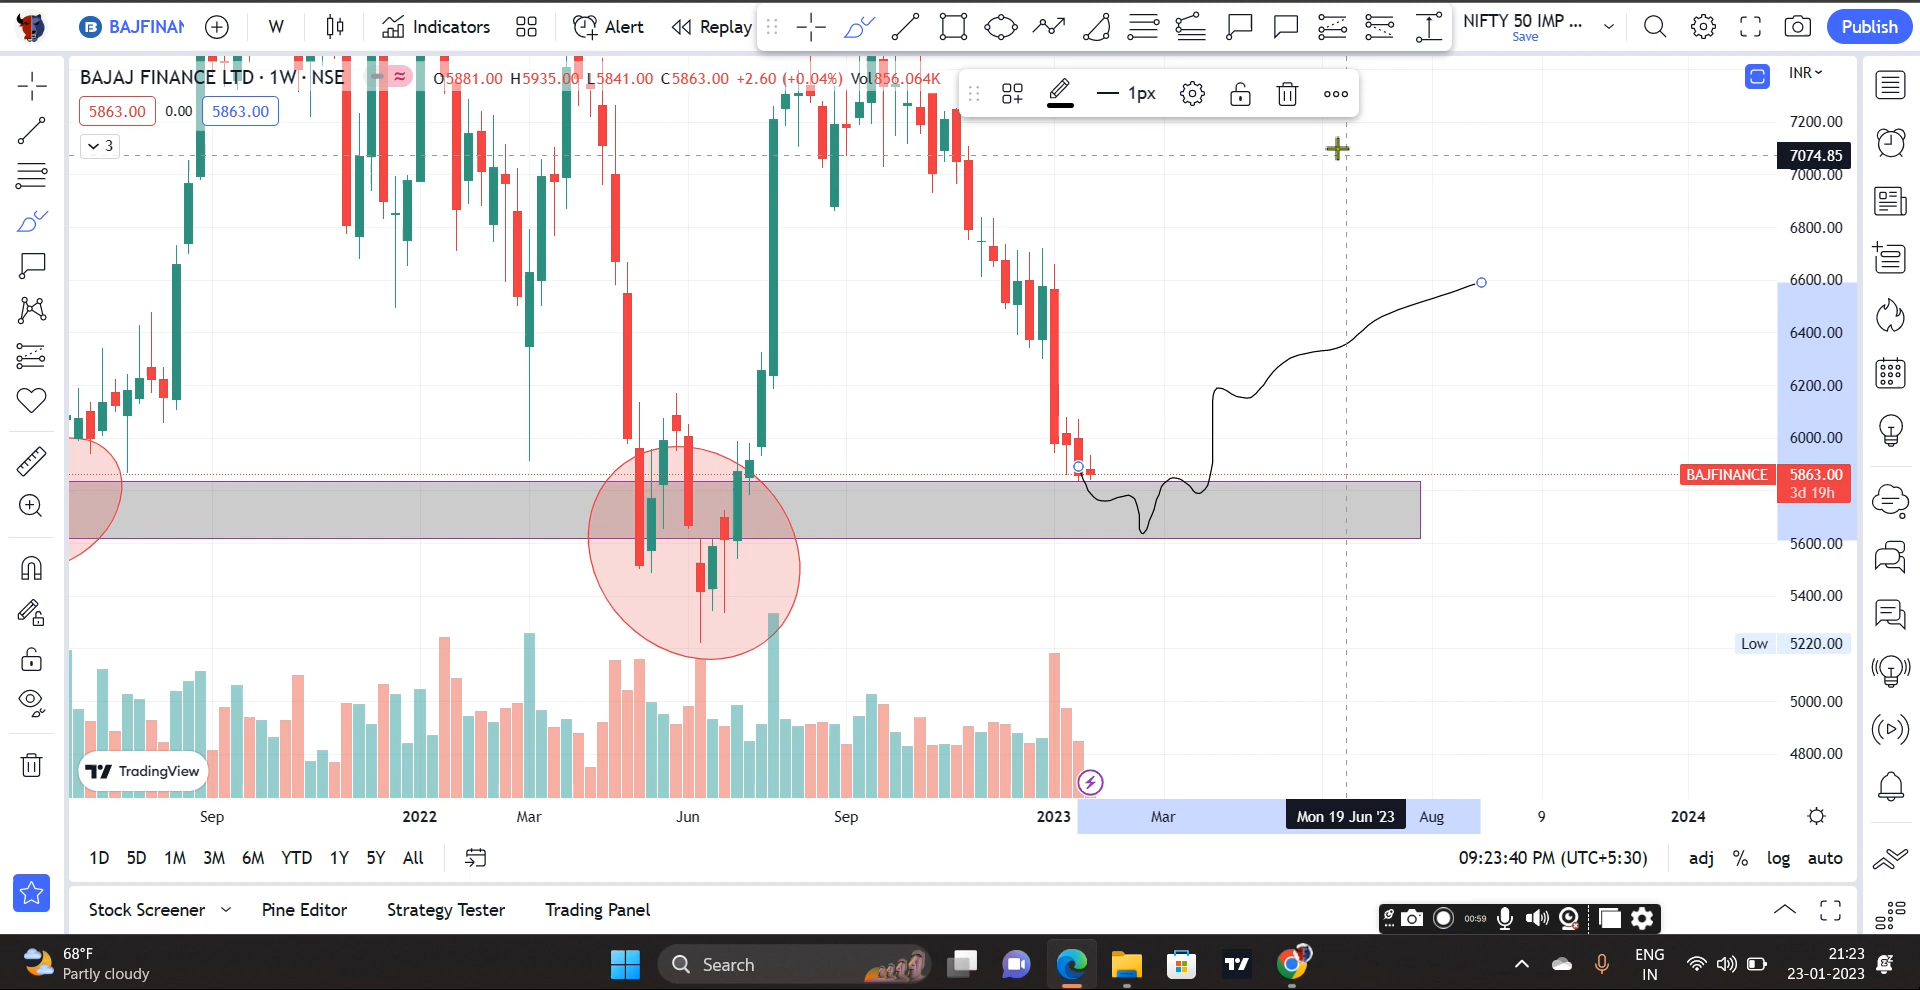 BAJFINAN
W
Indicators
Alert
Replay
NIFTY 50 IMP ...
Save
Publish
BAJAJ FINANCE LTD · 1W · NSE
O5881.00 H5935.00 L5841.00 C5863.00 +2.60 (+0.04%) Vol856.064K
1px
INR
5863.00 0.00 5863.00
3
7200.00
7074.85
7000.00
6800.00
6600.00
6400.00
6200.00
6000.00
BAJFINANCE 5863.00
3d 19h
5600.00
5400.00
Low 5220.00
5000.00
4800.00
TradingView
Sep 2022 Mar Jun Sep 2023 Mar Mon 19 Jun '23 Aug 9 2024
1D 5D 1M 3M 6M YTD 1Y 5Y All
09:23:40 PM (UTC+5:30) adj % log auto
Stock Screener Pine Editor Strategy Tester Trading Panel
00:59
68°F
Partly cloudy
Search
ENG
IN
21:23
23-01-2023